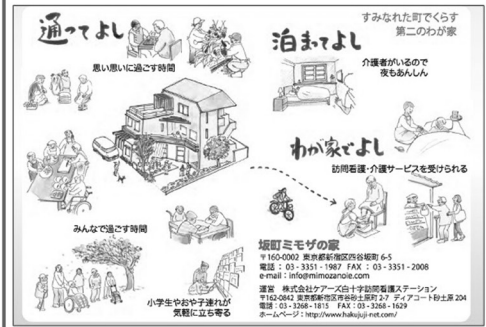 通ってよし
思い思いに過ごす時間
みんなで過ごす時間
小学生やおや子連れが
気軽に立ち寄る
すみなれた町でくらす
第二のわが家
泊まってよし
介護者がいるので
夜もあんしん
わが家でよし
訪問看護・介護サービスを受けられる
坂町ミモザの家
〒160-0002 東京都新宿区四谷坂町 6-5
電話：03-3351-1987 FAX：03-3351-2008
e-mail：info@mimozanoie.com
運営 株式会社ケアーズ白十字訪問看護ステーション
〒162-0842 東京都新宿区市谷砂土原町 2-7 ディアコート砂土原 204
電話：03-3268-1815 FAX：03-3268-1629
ホームページ：http://www.hakujuji-net.com/